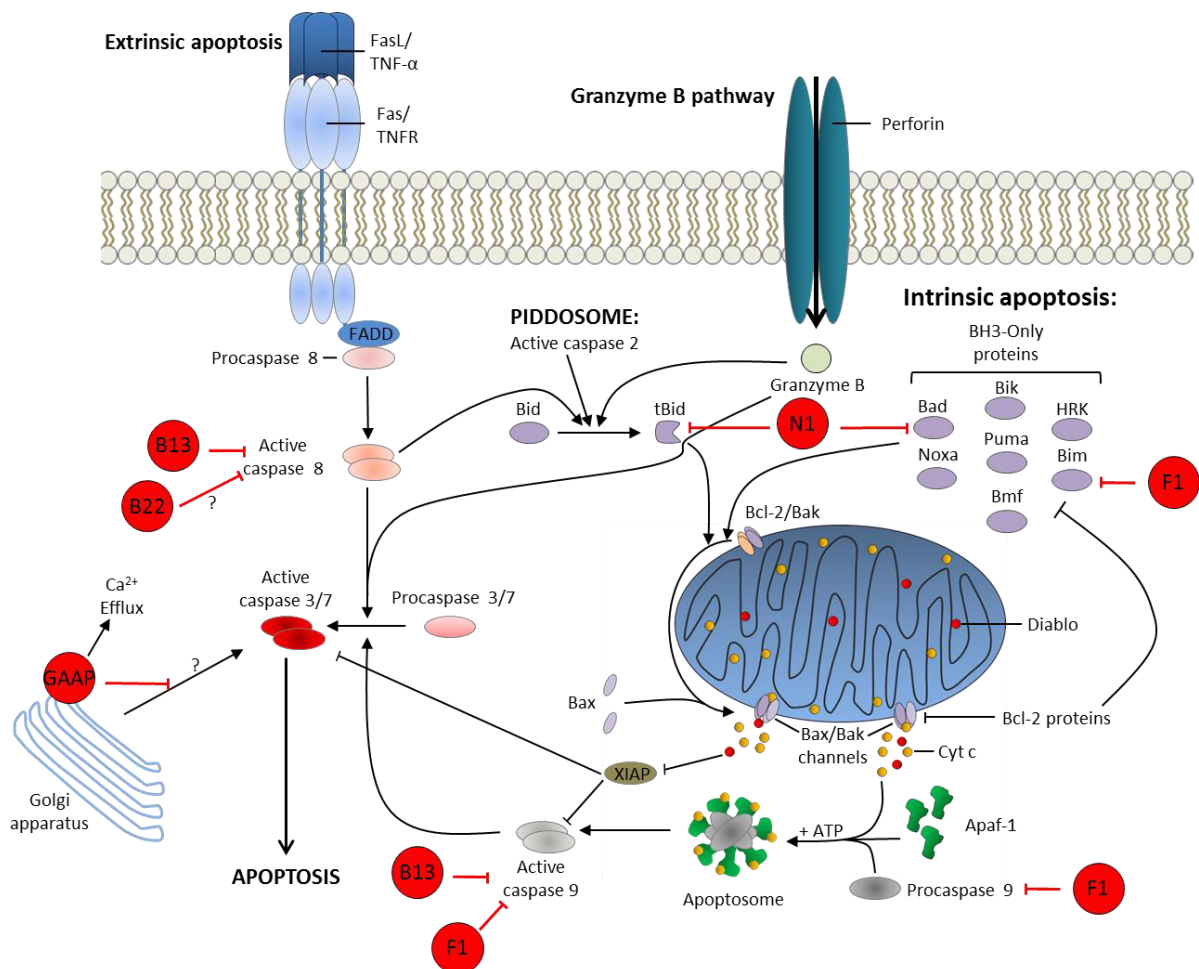 Extrinsic apoptosis
FasL/
TNF-α
Fas/
TNFR
Granzyme B pathway
Perforin
Intrinsic apoptosis:
BH3-Only
proteins
FADD
Procaspase 8
PIDDOSOME:
Active caspase 2
Granzyme B
Bid
tBid
N1
Bad
Bik
HRK
Noxa
Puma
Bim
Bmf
F1
B13
B22
?
Active
caspase 8
Bcl-2/Bak
Ca2+
Efflux
Active
caspase 3/7
Procaspase 3/7
Diablo
GAAP
?
Bax
Bax/Bak
channels
Bcl-2 proteins
Cyt c
Golgi
apparatus
XIAP
+ ATP
Apaf-1
APOPTOSIS
B13
F1
Active
caspase 9
Apoptosome
Procaspase 9
F1